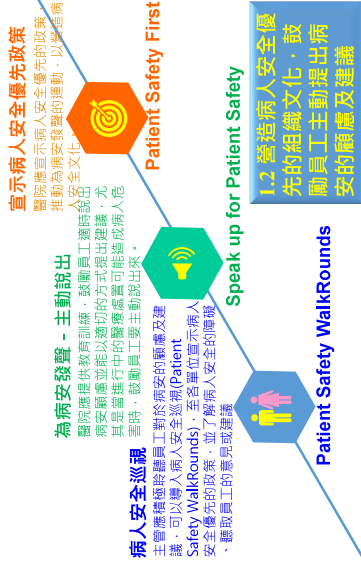 1.2 營造病人安全優
先的組織文化，鼓
勵員工主動提出病
安的顧慮及建議
宣示病人安全優先政策
醫院應宣示病人安全優先的政策，
推動為病安發聲的運動，以營造病
人安全文化，
Patient Safety First
為病安發聲 - 主動說出
醫院應提供教育訓練，鼓勵員工適時說出
病安顧慮並能以適切的方式提出建議，尤
其是當進行中的醫療處置可能造成病人危
害時，鼓勵員工要主動說出來。
Speak up for Patient Safety
病人安全巡視
主管應積極聆聽員工對於病安的顧慮及建
議，可以導入病人安全巡視(Patient
Safety WalkRounds)，至各單位宣示病人
安全優先的政策，並了解病人安全的障礙
、聽取員工的意見或建議
Patient Safety WalkRounds